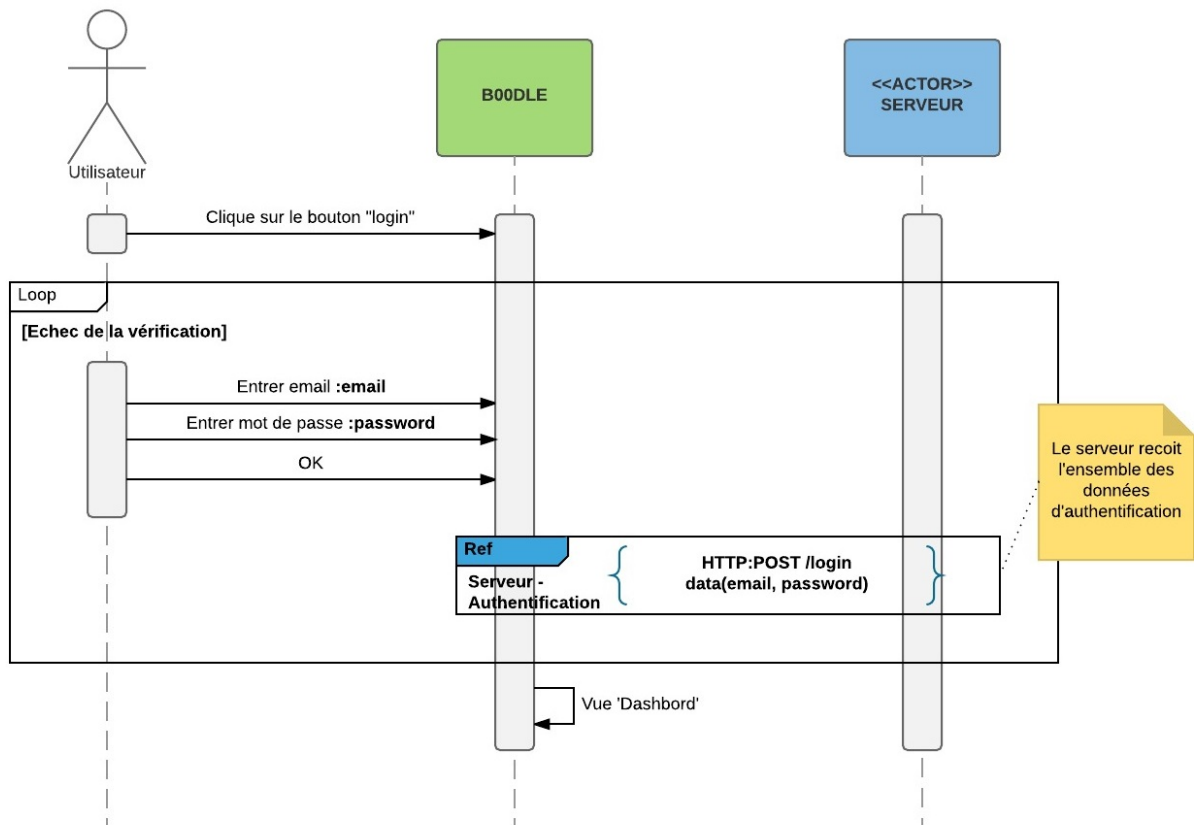 B00DLE
<<ACTOR>>
SERVEUR
Utilisateur
Clique sur le bouton "login"
Loop
[Echec de la vérification]
Entrer email :email
Entrer mot de passe :password
OK
Le serveur recoit
l'ensemble des
données
d'authentification
Ref
HTTP:POST /login
data(email, password)
Serveur -
Authentification
Vue 'Dashbord'